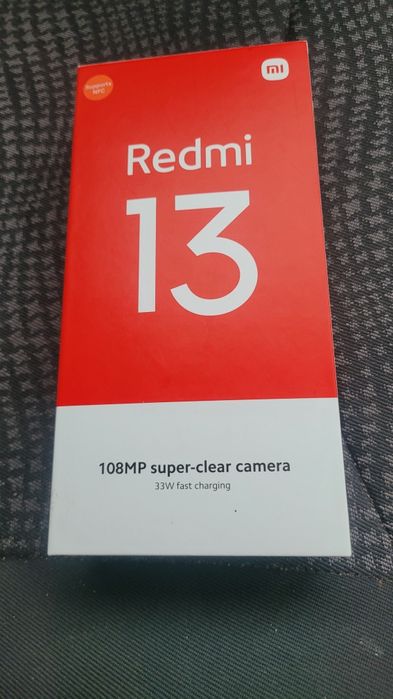 Supports
NFC
mi
Redmi
13
108MP super-clear camera
33W fast charging